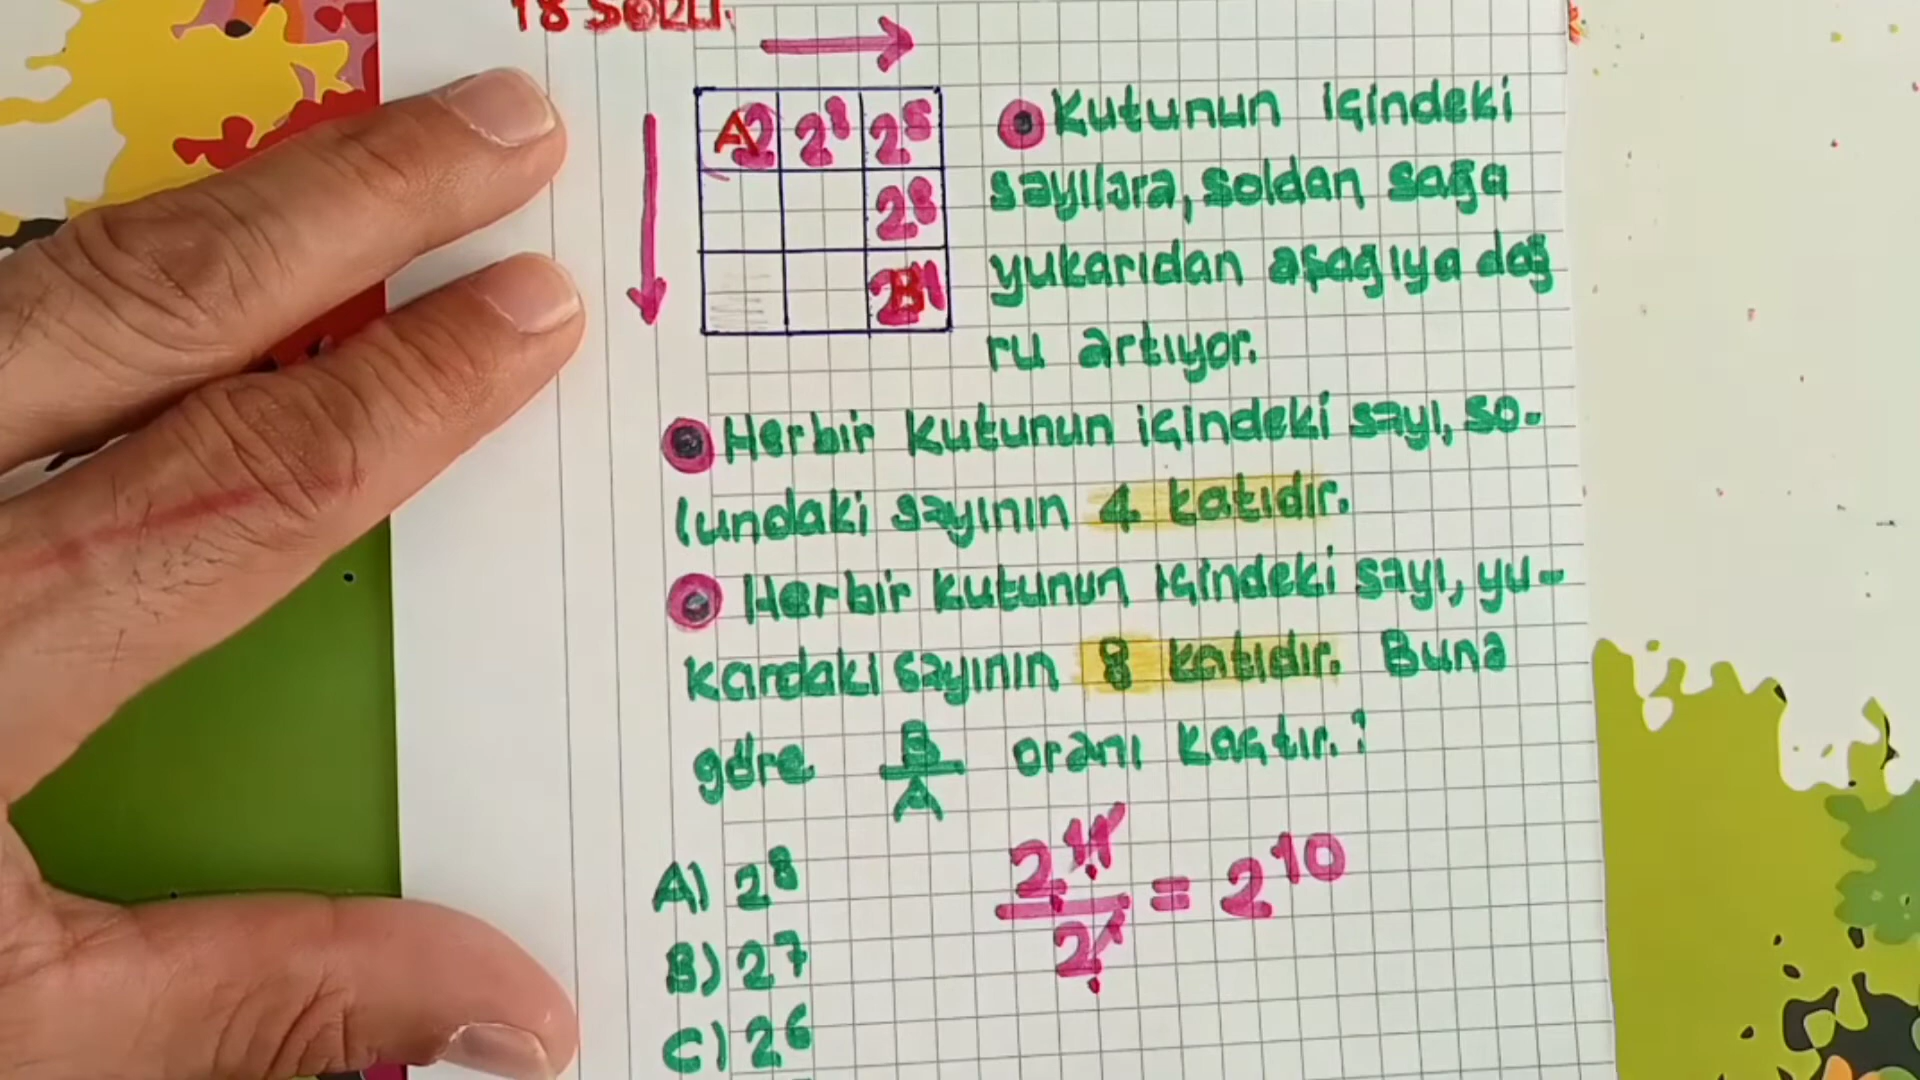 18 SORU.
A2 2³ 2⁵
2⁸
2¹¹ B
Kutunun içindeki
sayılara, soldan sağa
yukarıdan aşağıya doğ
ru artıyor.
Herbir kutunun içindeki sayı, so-
lundaki sayının 4 katıdır.
Herbir kutunun içindeki sayı, yu-
kardaki sayının 8 katıdır. Buna
göre B/A oranı kaçtır.?
2¹¹/2¹ = 2¹⁰
A) 2⁸
B) 2⁷
C) 2⁶